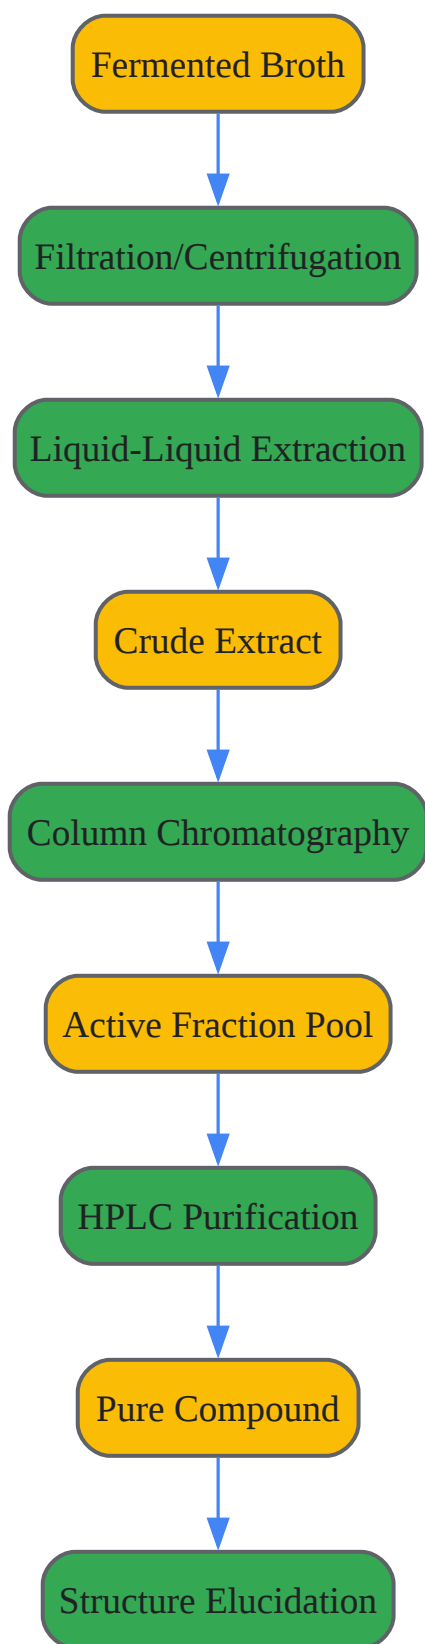 Fermented Broth
Filtration/Centrifugation
Liquid-Liquid Extraction
Crude Extract
Column Chromatography
Active Fraction Pool
HPLC Purification
Pure Compound
Structure Elucidation